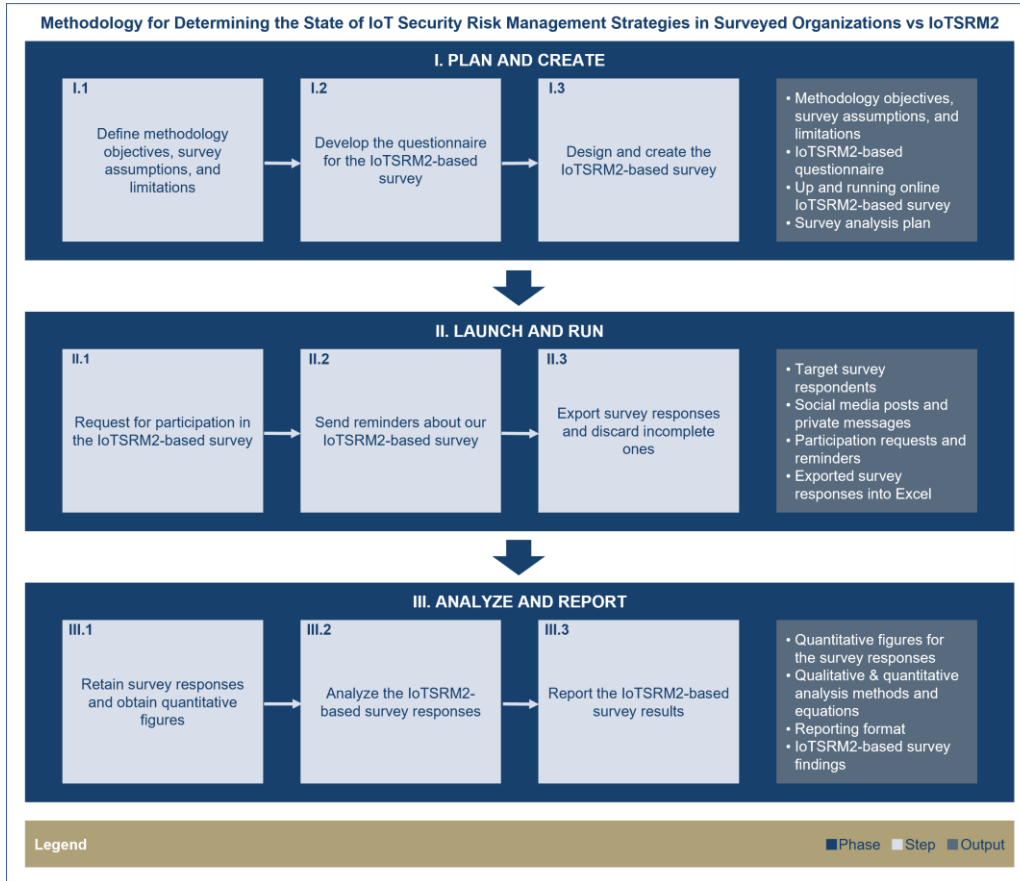 Methodology for Determining the State of IoT Security Risk Management Strategies in Surveyed Organizations vs IoTSRM2
I. PLAN AND CREATE
I.1
Define methodology
objectives, survey
assumptions, and
limitations
I.2
Develop the questionnaire
for the IoTSRM2-based
survey
I.3
Design and create the
IoTSRM2-based survey
• Methodology objectives,
survey assumptions, and
limitations
• IoTSRM2-based
questionnaire
• Up and running online
IoTSRM2-based survey
• Survey analysis plan
II. LAUNCH AND RUN
II.1
Request for participation in
the IoTSRM2-based survey
II.2
Send reminders about our
IoTSRM2-based survey
II.3
Export survey responses
and discard incomplete
ones
• Target survey
respondents
• Social media posts and
private messages
• Participation requests and
reminders
• Exported survey
responses into Excel
III. ANALYZE AND REPORT
III.1
Retain survey responses
and obtain quantitative
figures
III.2
Analyze the IoTSRM2-
based survey responses
III.3
Report the IoTSRM2-based
survey results
• Quantitative figures for
the survey responses
• Qualitative & quantitative
analysis methods and
equations
• Reporting format
• IoTSRM2-based survey
findings
Legend
Phase Step Output